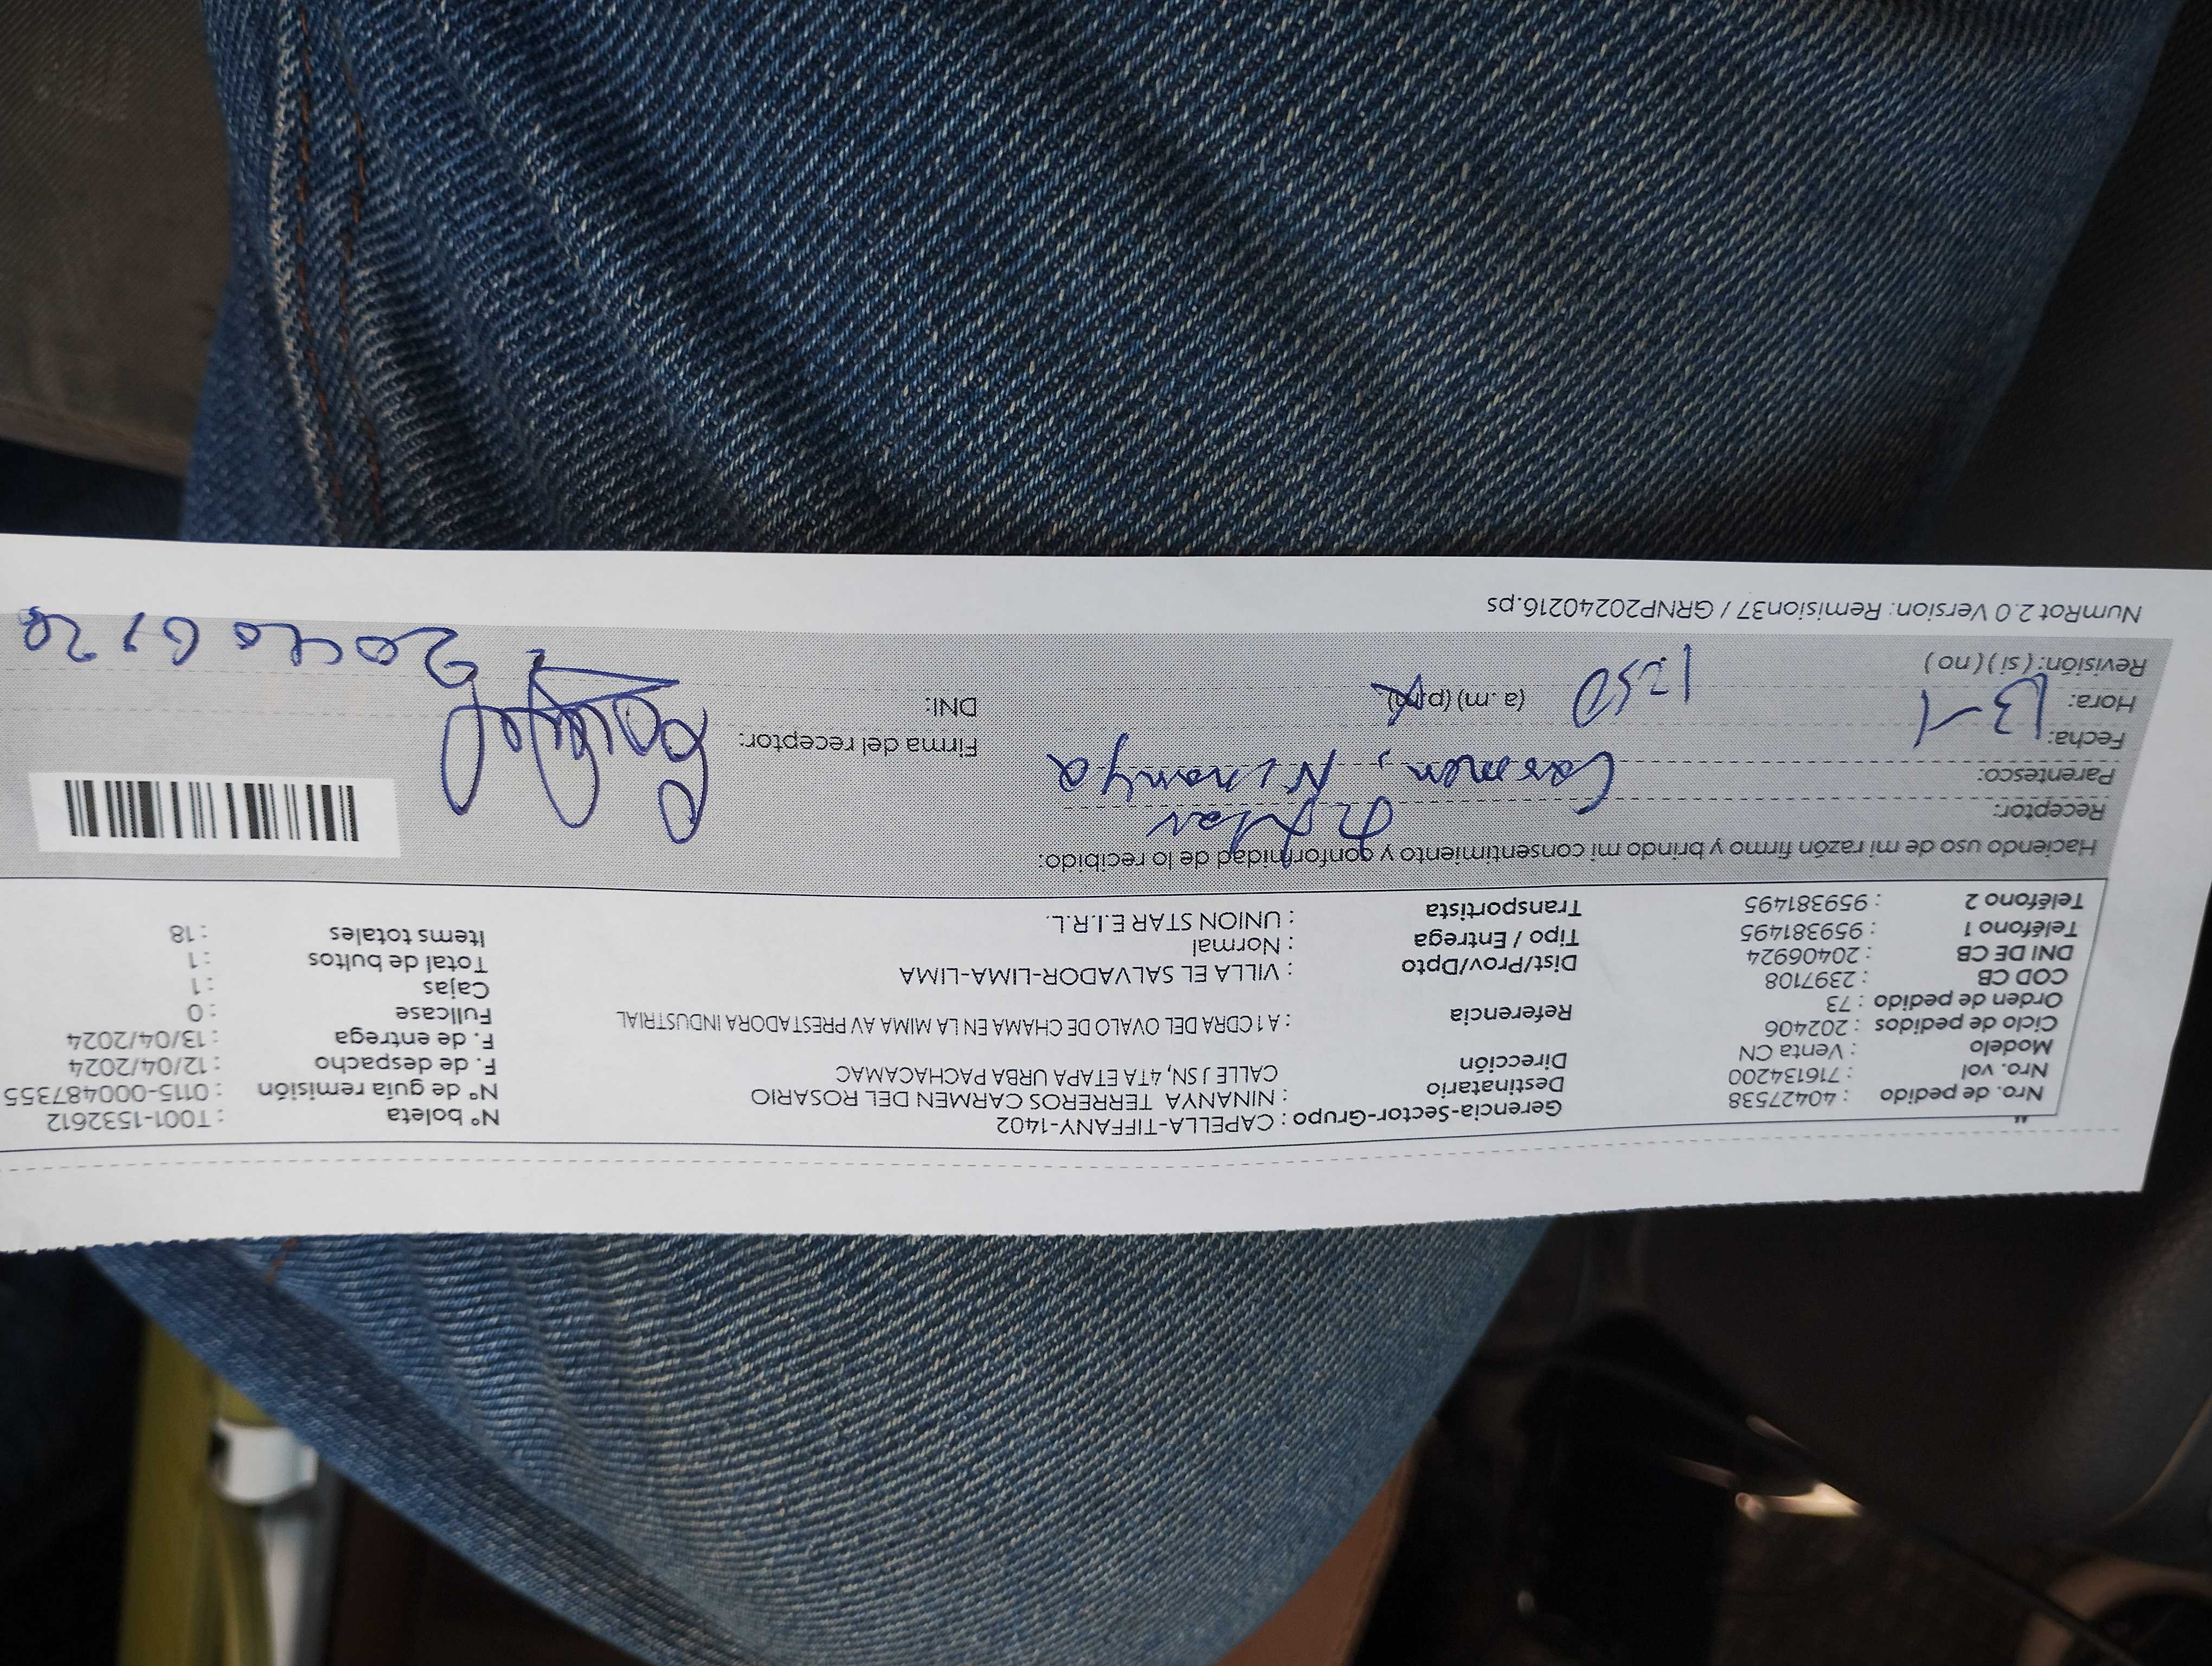 Nro. de pedido : 40427538 Gerencia-Sector-Grupo : CAPELLA-TIFFANY-1402 N° boleta : T001-1532612
Nro. vol : 716134200 Destinatario : NINANYA TERREROS CARMEN DEL ROSARIO N° de guia remisión : 0115-000487355
Modelo : Venta CN Dirección CALLE J SN, 4TA ETAPA URBA PACHACAMAC F. de despacho : 12/04/2024
Ciclo de pedidos : 202406 F. de entrega : 13/04/2024
Orden de pedido : 73 Referencia : A 1 CDRA DEL OVALO DE CHAMA EN LA MIMA AV PRESTADORA INDUSTRIAL Fullcase : 0
COD CB : 2397108 Cajas : 1
DNI DE CB : 20406924 Dist/Prov/Dpto : VILLA EL SALVADOR-LIMA-LIMA Total de bultos : 1
Teléfono 1 : 959381495 Tipo / Entrega : Normal Items totales : 18
Teléfono 2 : 959381495 Transportista : UNION STAR E.I.R.L.
Haciendo uso de mi razón firmo y brindo mi consentimiento y conformidad de lo recibido:
Receptor:
Parentesco: Carmen, Ninanya
Fecha: 13-1 Firma del receptor:
Hora: 1:50 (a.m) (p.m) DNI:
Revisión: (si) (no)
NumRot 2.0 Version: Remision37 / GRNP20240216.ps